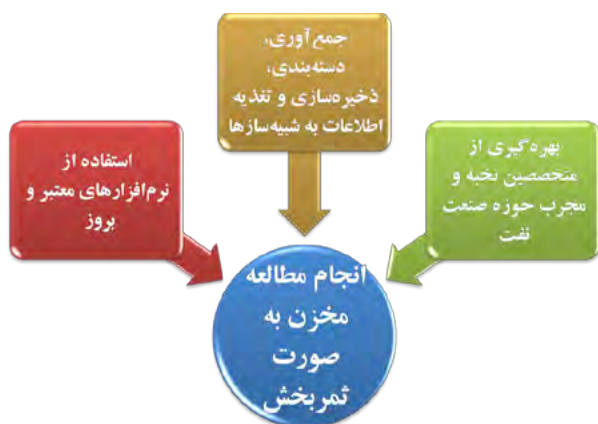 جمع‌آوری،
دسته‌بندی،
ذخیره‌سازی و تغذیه
اطلاعات به شبیه‌سازها
بهره‌گیری از
متخصصین نخبه و
مجرب حوزه صنعت
نفت
استفاده از
نرم‌افزارهای معتبر و
بروز
انجام مطالعه
مخزن به
صورت
ثمربخش